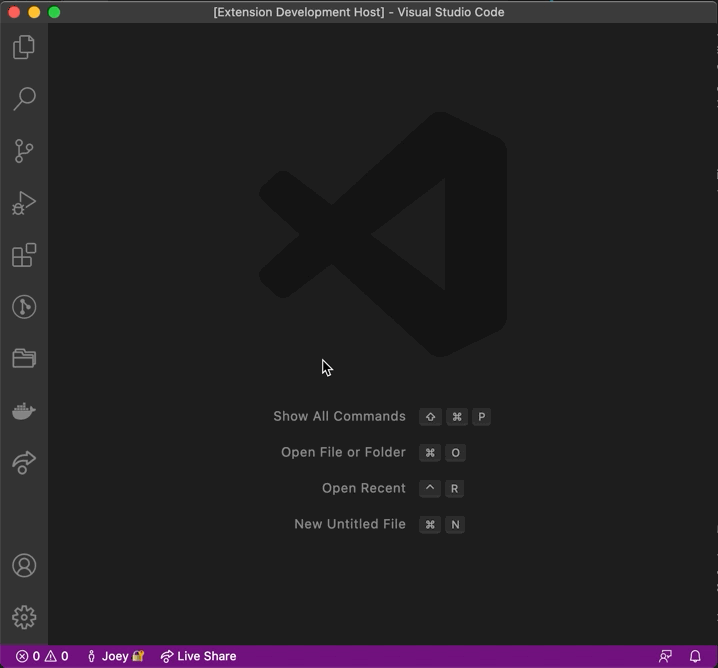 [Extension Development Host] - Visual Studio Code
Show All Commands ⇧ ⌘ P
Open File or Folder ⌘ O
Open Recent ^ R
New Untitled File ⌘ N
0 0 Joey 🔐 Live Share